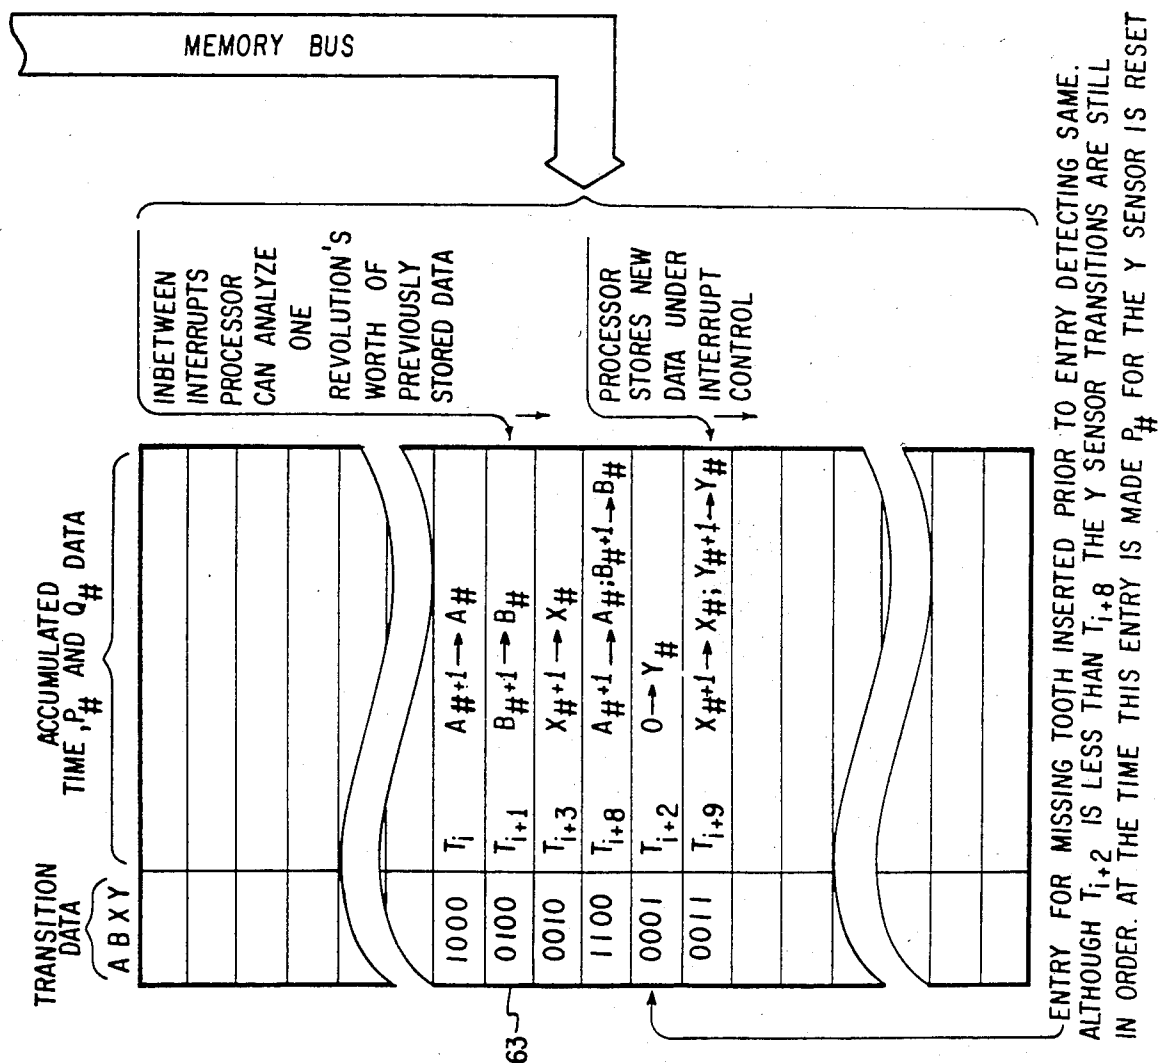 MEMORY BUS
TRANSITION
DATA
A B X Y
ACCUMULATED
TIME, P# AND Q# DATA
1000 Ti A#+1→A#
0100 Ti+1 B#+1→B#
0010 Ti+3 X#+1→X#
1100 Ti+8 A#+1→A#;B#+1→B#
0001 Ti+2 0→Y#
0011 Ti+9 X#+1→X#; Y#+1→Y#
63
INBETWEEN
INTERRUPTS
PROCESSOR
CAN ANALYZE
ONE
REVOLUTION'S
WORTH OF
PREVIOUSLY
STORED DATA
PROCESSOR
STORES NEW
DATA UNDER
INTERRUPT
CONTROL
ENTRY FOR MISSING TOOTH INSERTED PRIOR TO ENTRY DETECTING SAME.
ALTHOUGH Ti+2 IS LESS THAN Ti+8 THE Y SENSOR TRANSITIONS ARE STILL
IN ORDER. AT THE TIME THIS ENTRY IS MADE P# FOR THE Y SENSOR IS RESET